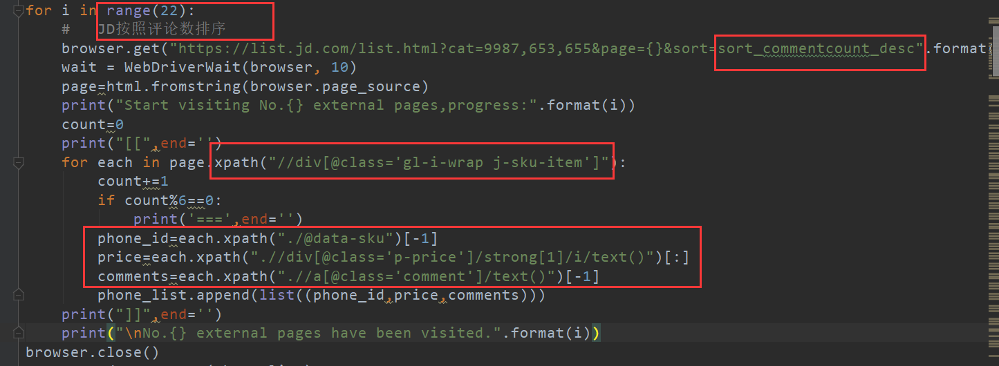 for i in range(22):
#   JD按照评论数排序
browser.get("https://list.jd.com/list.html?cat=9987,653,655&page={}&sort=sort_commentcount_desc".format(
wait = WebDriverWait(browser, 10)
page=html.fromstring(browser.page_source)
print("Start visiting No.{} external pages,progress:".format(i))
count=0
print("[[",end='')
for each in page.xpath("//div[@class='gl-i-wrap j-sku-item']"):
count+=1
if count%6==0:
print('===',end='')
phone_id=each.xpath("./@data-sku")[-1]
price=each.xpath(".//div[@class='p-price']/strong[1]/i/text()")[:]
comments=each.xpath(".//a[@class='comment']/text()")[-1]
phone_list.append(list((phone_id,price,comments)))
print("]]",end='')
print("\nNo.{} external pages have been visited.".format(i))
browser.close()